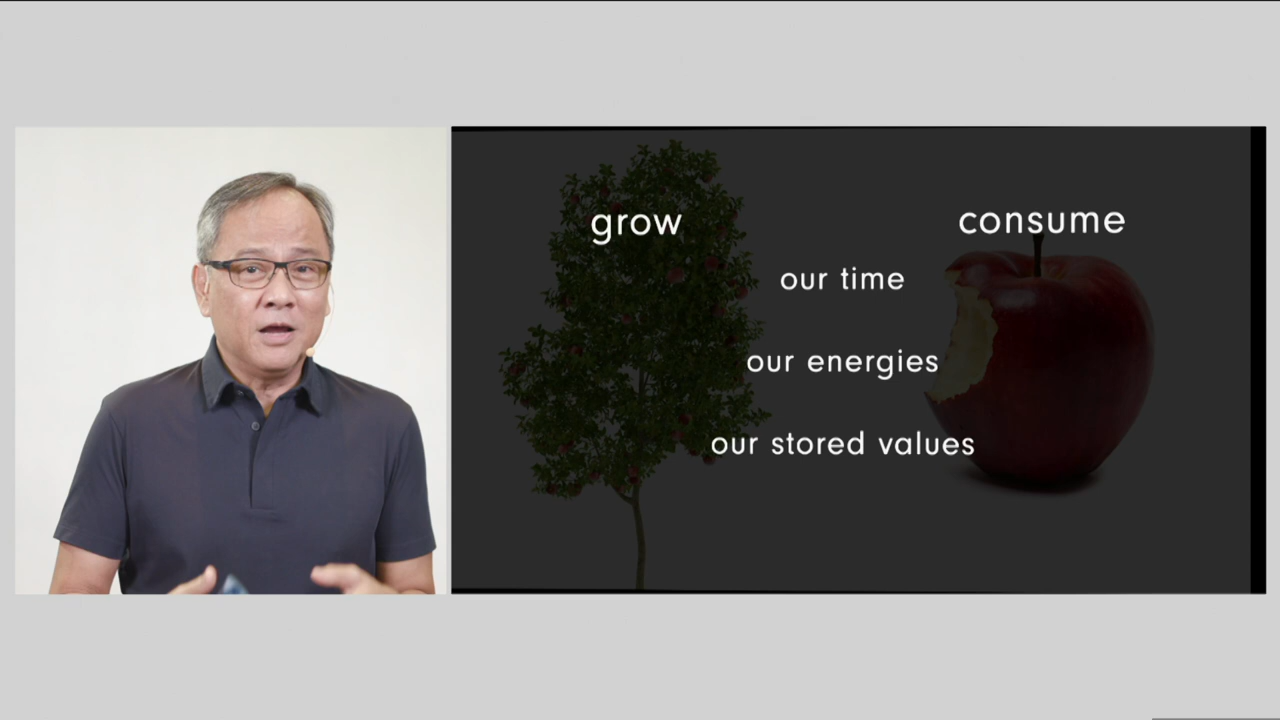 grow
consume
our time
our energies
our stored values